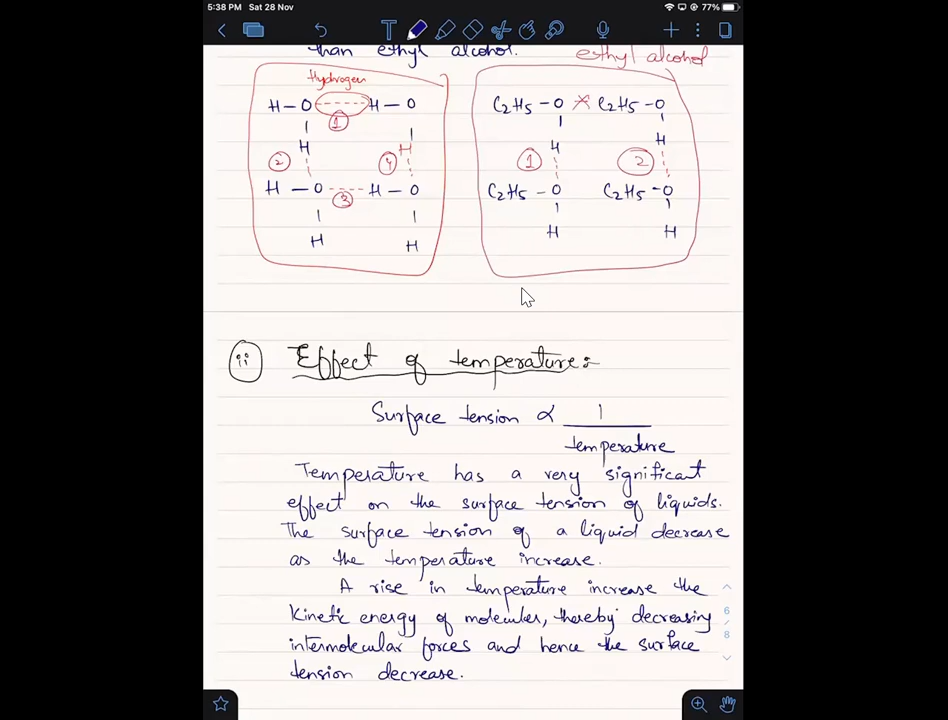 5:38 PM Sat 28 Nov 77%
than ethyl alcohol. ethyl alcohol
Hydrogen
H — O ----- H — O C₂H₅ — O × C₂H₅ — O
1
H H H H
2 4 1 2
H — O ---- H — O C₂H₅ — O C₂H₅ — O
3
H H H H
ii Effect of temperature:
Surface tension ∝ 1
temperature
Temperature has a very significant
effect on the surface tension of liquids.
The surface tension of a liquid decrease
as the temperature increase.
A rise in temperature increase the
kinetic energy of molecules, thereby decreasing
intermolecular forces and hence the surface
tension decrease.
6
8